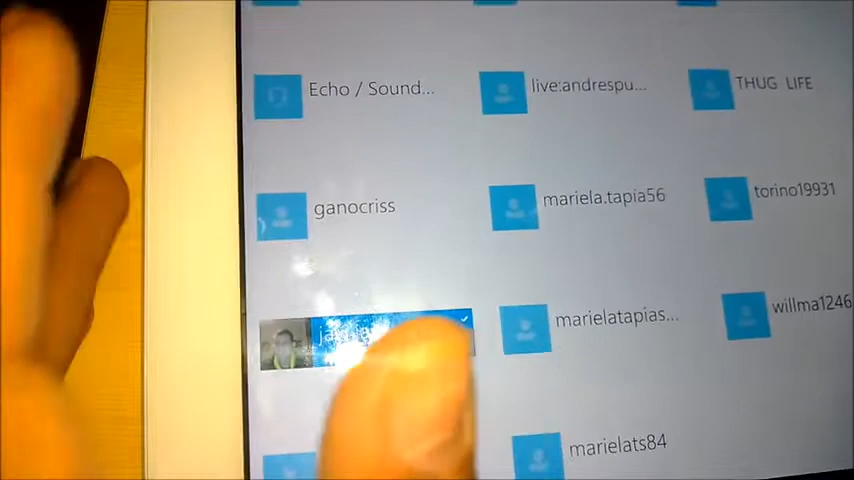 Echo / Sound...
live:andrespu...
THUG LIFE
ganocriss
mariela.tapia56
torino19931
marielatapias...
willma1246
marielats84